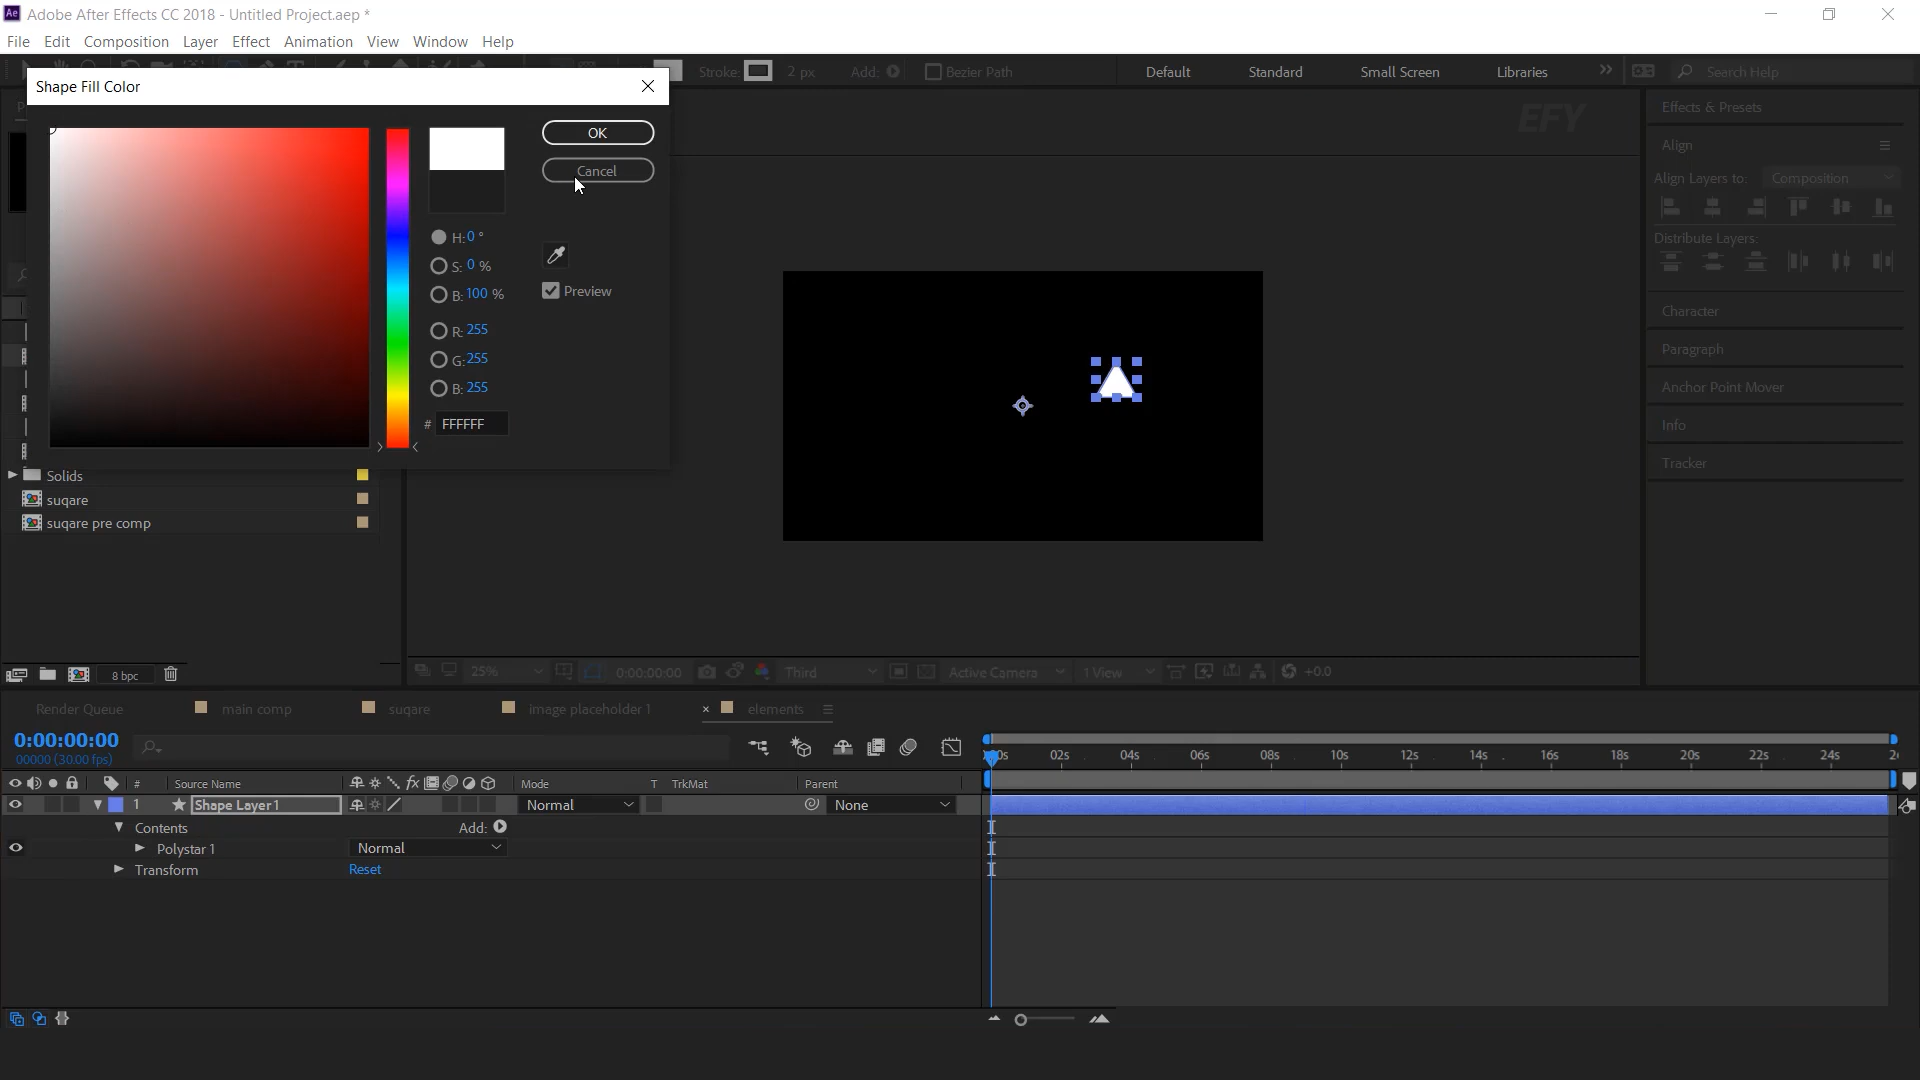 Adobe After Effects CC 2018 - Untitled Project.aep *
File Edit Composition Layer Effect Animation View Window Help
Stroke: 2 px Add: Bezier Path Default Standard Small Screen Libraries Search Help
Shape Fill Color
OK
Cancel
H: 0 °
S: 0 %
B: 100 %
Preview
R: 255
G: 255
B: 255
# FFFFFF
EFY
Effects & Presets
Align
Align Layers to: Composition
Distribute Layers:
Character
Paragraph
Anchor Point Mover
Info
Tracker
Solids
suqare
suqare pre comp
8 bpc
25% 0:00:00:00 Third Active Camera 1 View +0.0
Render Queue main comp suqare image placeholder 1 × elements
0:00:00:00
00000 (30.00 fps)
02s 04s 06s 08s 10s 12s 14s 16s 18s 20s 22s 24s
# Source Name fx Mode T TrkMat Parent
1 Shape Layer 1 Normal None
Contents Add:
Polystar 1 Normal
Transform Reset